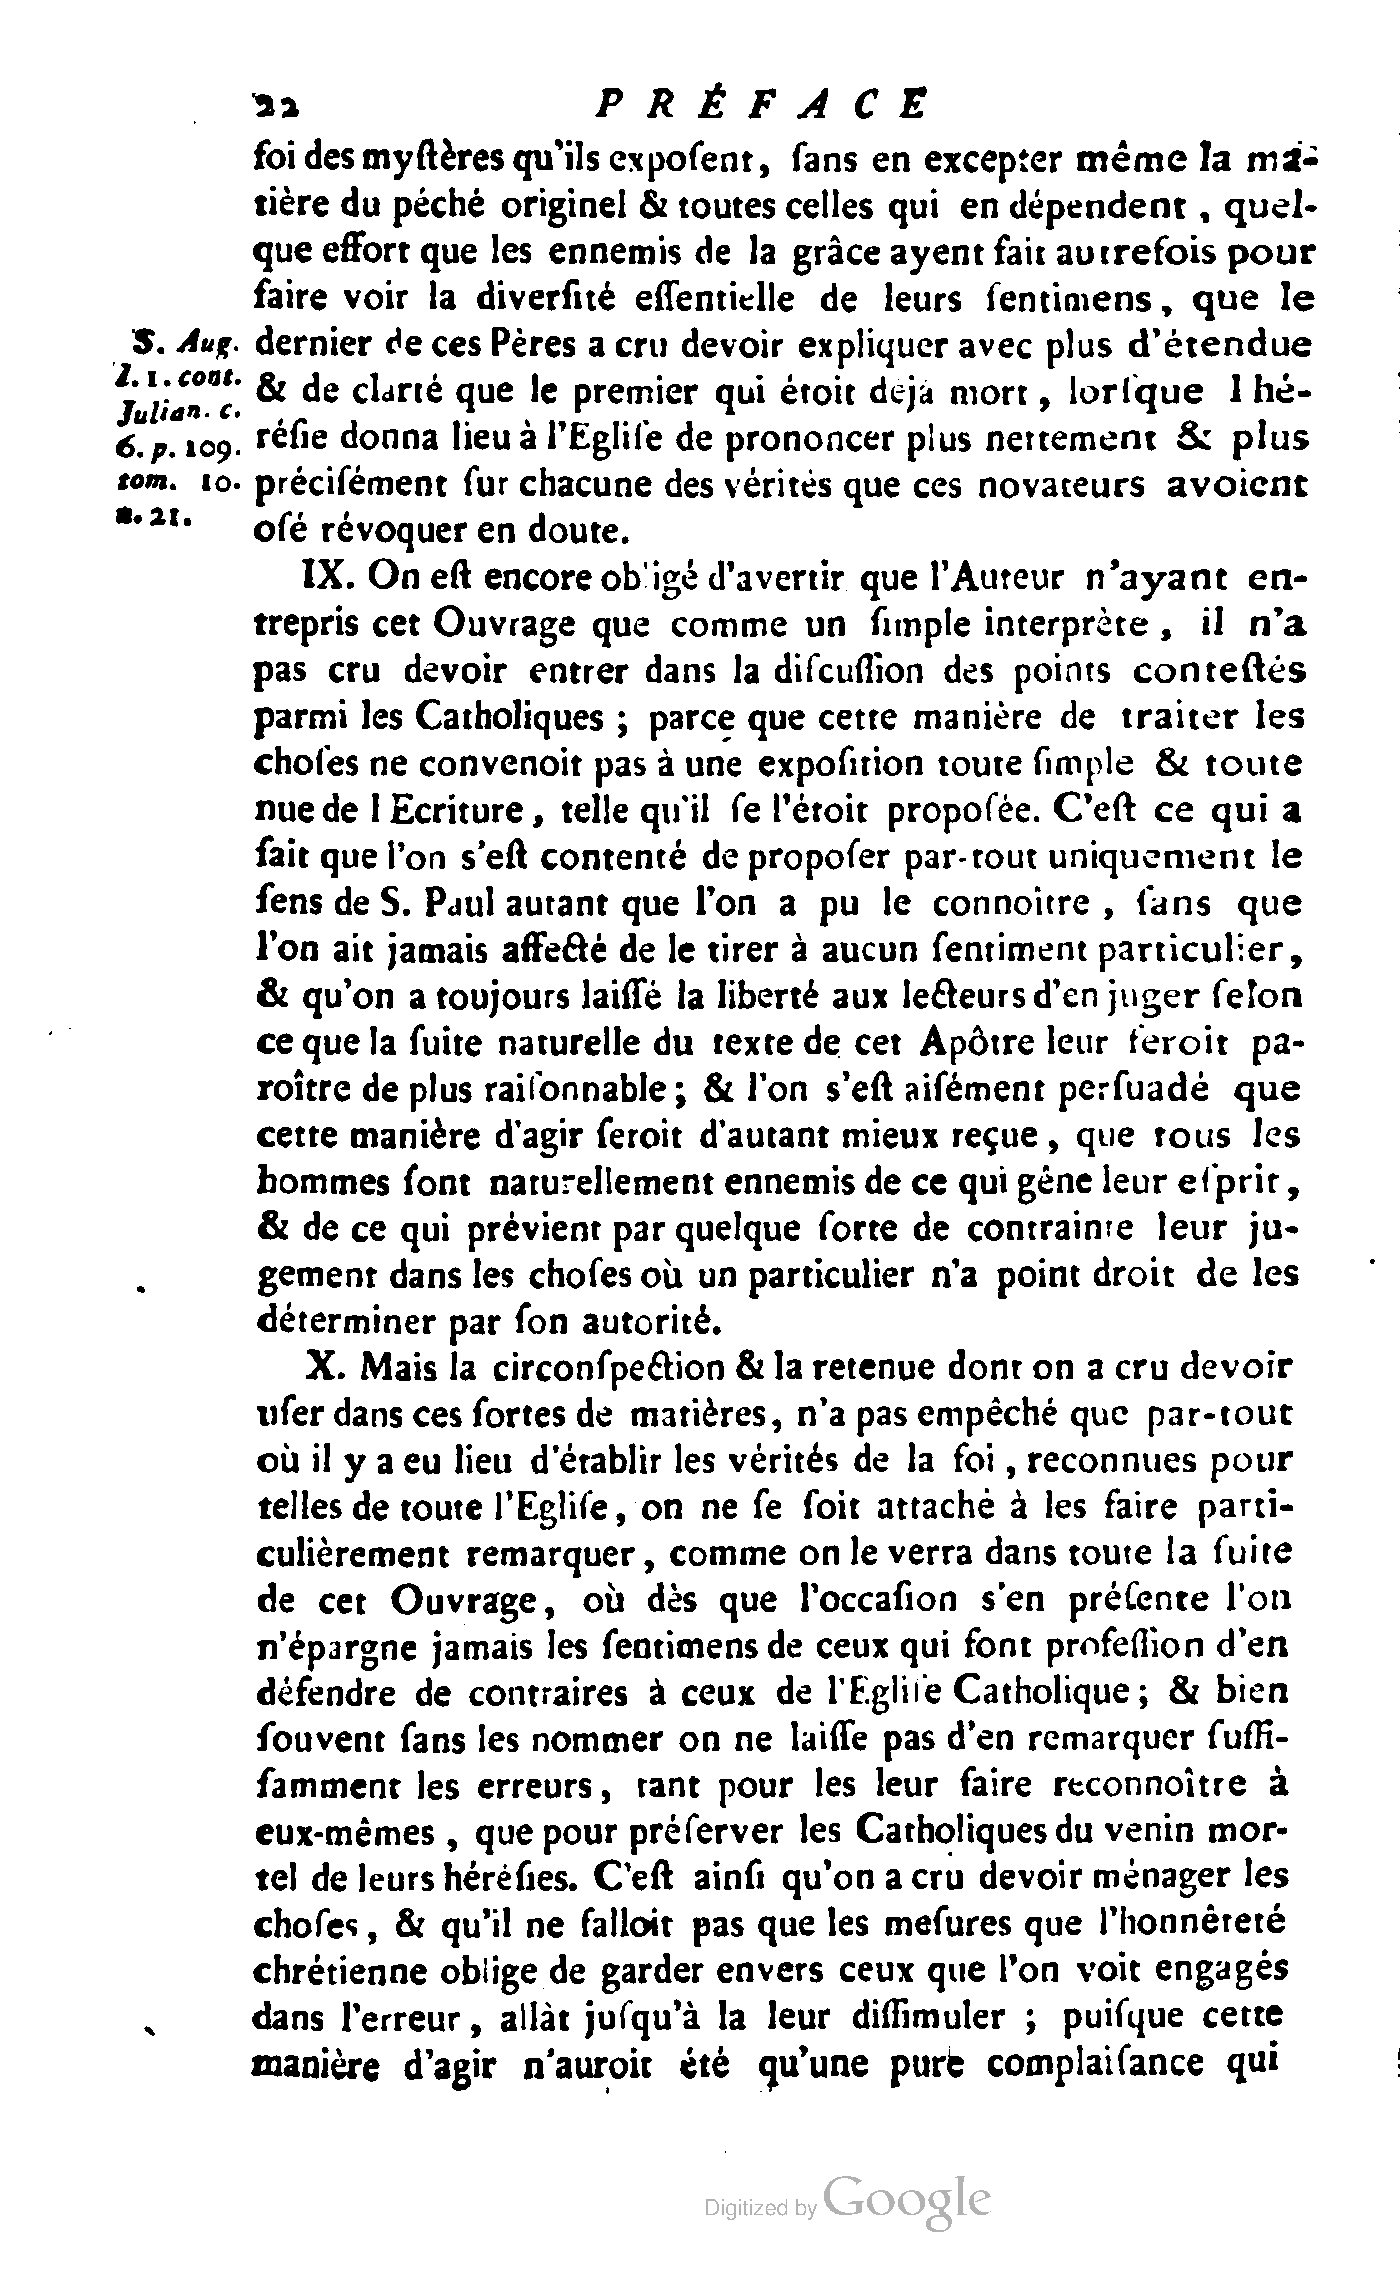 22 PRÉFACE
foi des myſtères qu'ils expoſent, ſans en excepter même la ma-
tière du péché originel & toutes celles qui en dépendent, quel-
que effort que les ennemis de la grâce ayent fait autrefois pour
faire voir la diverſité eſſentielle de leurs ſentimens, que le
dernier de ces Pères a cru devoir expliquer avec plus d'étendue
& de clarté que le premier qui étoit déjà mort, lorſque l hé-
réſie donna lieu à l'Egliſe de prononcer plus nettement & plus
préciſément ſur chacune des vérités que ces novateurs avoient
oſé révoquer en doute.
S. Aug.
l. 1. cont.
Julian. c.
6. p. 109.
tom. 10.
n. 21.
IX. On eſt encore obligé d'avertir que l'Auteur n'ayant en-
trepris cet Ouvrage que comme un ſimple interprète, il n'a
pas cru devoir entrer dans la diſcuſſion des points conteſtés
parmi les Catholiques ; parce que cette manière de traiter les
choſes ne convenoit pas à une expoſition toute ſimple & toute
nue de l Ecriture, telle qu'il ſe l'étoit propoſée. C'eſt ce qui a
fait que l'on s'eſt contenté de propoſer par-tout uniquement le
ſens de S. Paul autant que l'on a pu le connoître, ſans que
l'on ait jamais affecté de le tirer à aucun ſentiment particulier,
& qu'on a toujours laiſſé la liberté aux lecteurs d'en juger ſelon
ce que la ſuite naturelle du texte de cet Apôtre leur feroit pa-
roître de plus raiſonnable; & l'on s'eſt aiſément perſuadé que
cette manière d'agir ſeroit d'autant mieux reçue, que tous les
hommes ſont naturellement ennemis de ce qui gêne leur eſprit,
& de ce qui prévient par quelque ſorte de contrainte leur ju-
gement dans les choſes où un particulier n'a point droit de les
déterminer par ſon autorité.
X. Mais la circonſpection & la retenue dont on a cru devoir
uſer dans ces ſortes de matières, n'a pas empêché que par-tout
où il y a eu lieu d'établir les vérités de la foi, reconnues pour
telles de toute l'Egliſe, on ne ſe ſoit attaché à les faire parti-
culièrement remarquer, comme on le verra dans toute la ſuite
de cet Ouvrage, où dès que l'occaſion s'en préſente l'on
n'épargne jamais les ſentimens de ceux qui font profeſſion d'en
défendre de contraires à ceux de l'Egliſe Catholique; & bien
ſouvent ſans les nommer on ne laiſſe pas d'en remarquer ſuffi-
ſamment les erreurs, tant pour les leur faire reconnoître à
eux-mêmes, que pour préſerver les Catholiques du venin mor-
tel de leurs héréſies. C'eſt ainſi qu'on a cru devoir ménager les
choſes, & qu'il ne falloit pas que les meſures que l'honnêteté
chrétienne oblige de garder envers ceux que l'on voit engagés
dans l'erreur, allât juſqu'à la leur diſſimuler ; puiſque cette
manière d'agir n'auroit été qu'une pure complaiſance qui
Digitized by Google